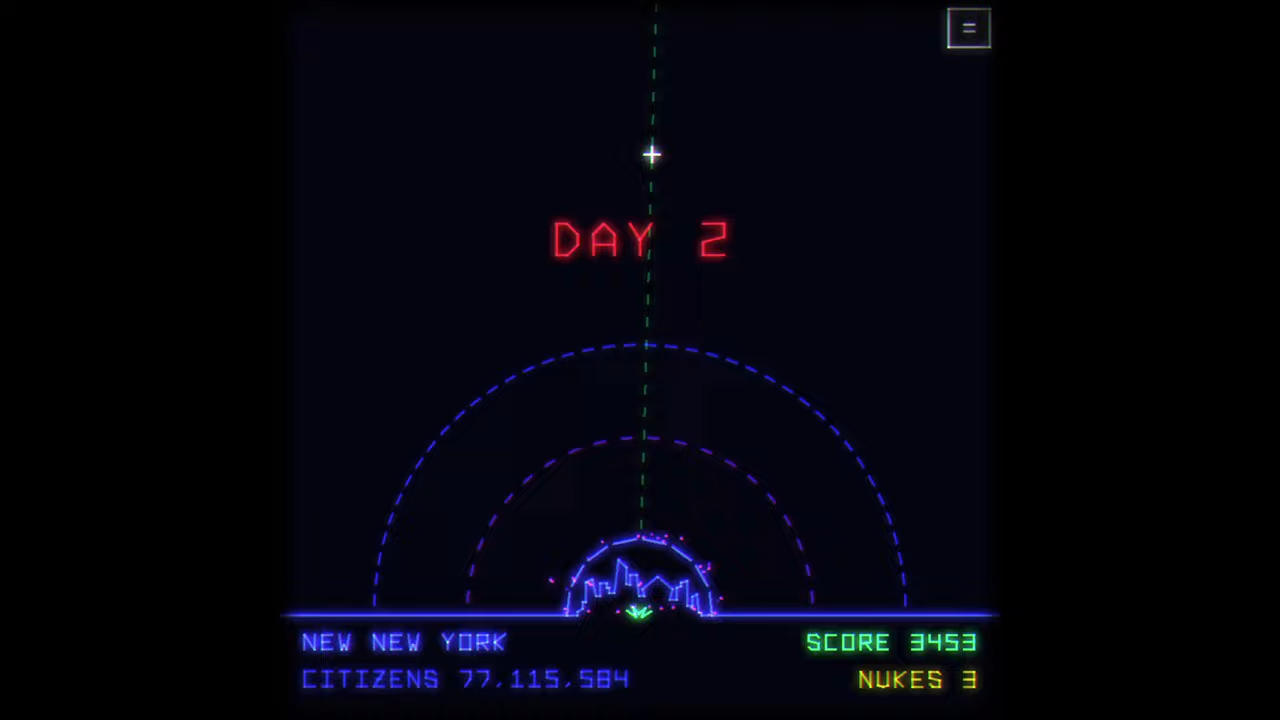 =
DAY 2
NEW NEW YORK
SCORE 3453
CITIZENS 77,115,584
NUKES 3